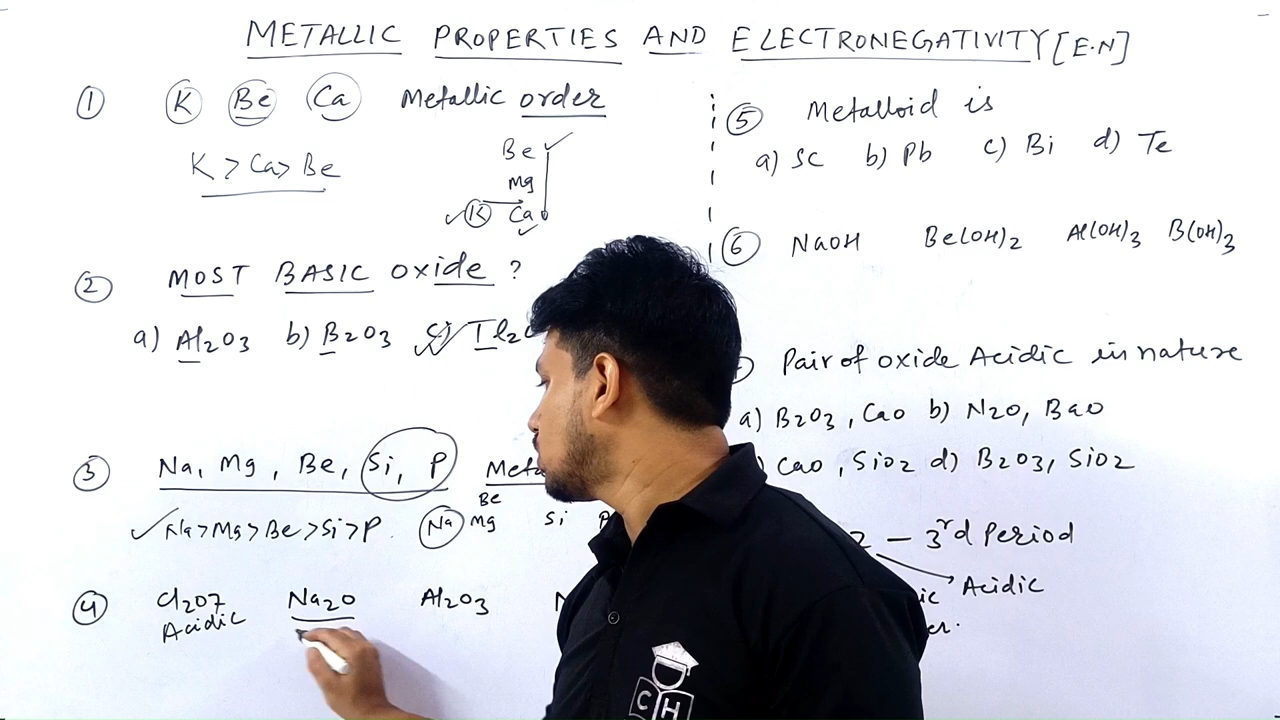 METALLIC PROPERTIES AND ELECTRONEGATIVITY [E.N]
① K Be Ca Metallic order
K > Ca > Be
Be
Mg
K Ca
② MOST BASIC oxide ?
a) Al2O3 b) B2O3 c) Tl2
③ Na, Mg, Be, Si, P
Na > Mg > Be > Si > P.
Be
Na Mg Si P
④ Cl2O7 Na2O Al2O3
Acidic
⑤ Metalloid is
a) Sc b) Pb c) Bi d) Te
⑥ NaOH Be(OH)2 Al(OH)3 B(OH)3
Pair of oxide Acidic in nature
a) B2O3, CaO b) N2O, BaO
) CaO, SiO2 d) B2O3, SiO2
2 – 3rd Period
Acidic
CH